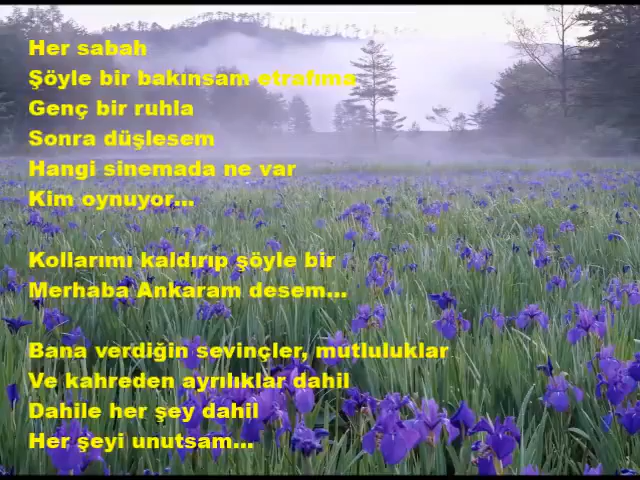 Her sabah
Şöyle bir bakınsam etrafıma
Genç bir ruhla
Sonra düşlesem
Hangi sinemada ne var
Kim oynuyor...
Kollarımı kaldırıp şöyle bir
Merhaba Ankaram desem...
Bana verdiğin sevinçler, mutluluklar
Ve kahreden ayrılıklar dahil
Dahile her şey dahil
Her şeyi unutsam...